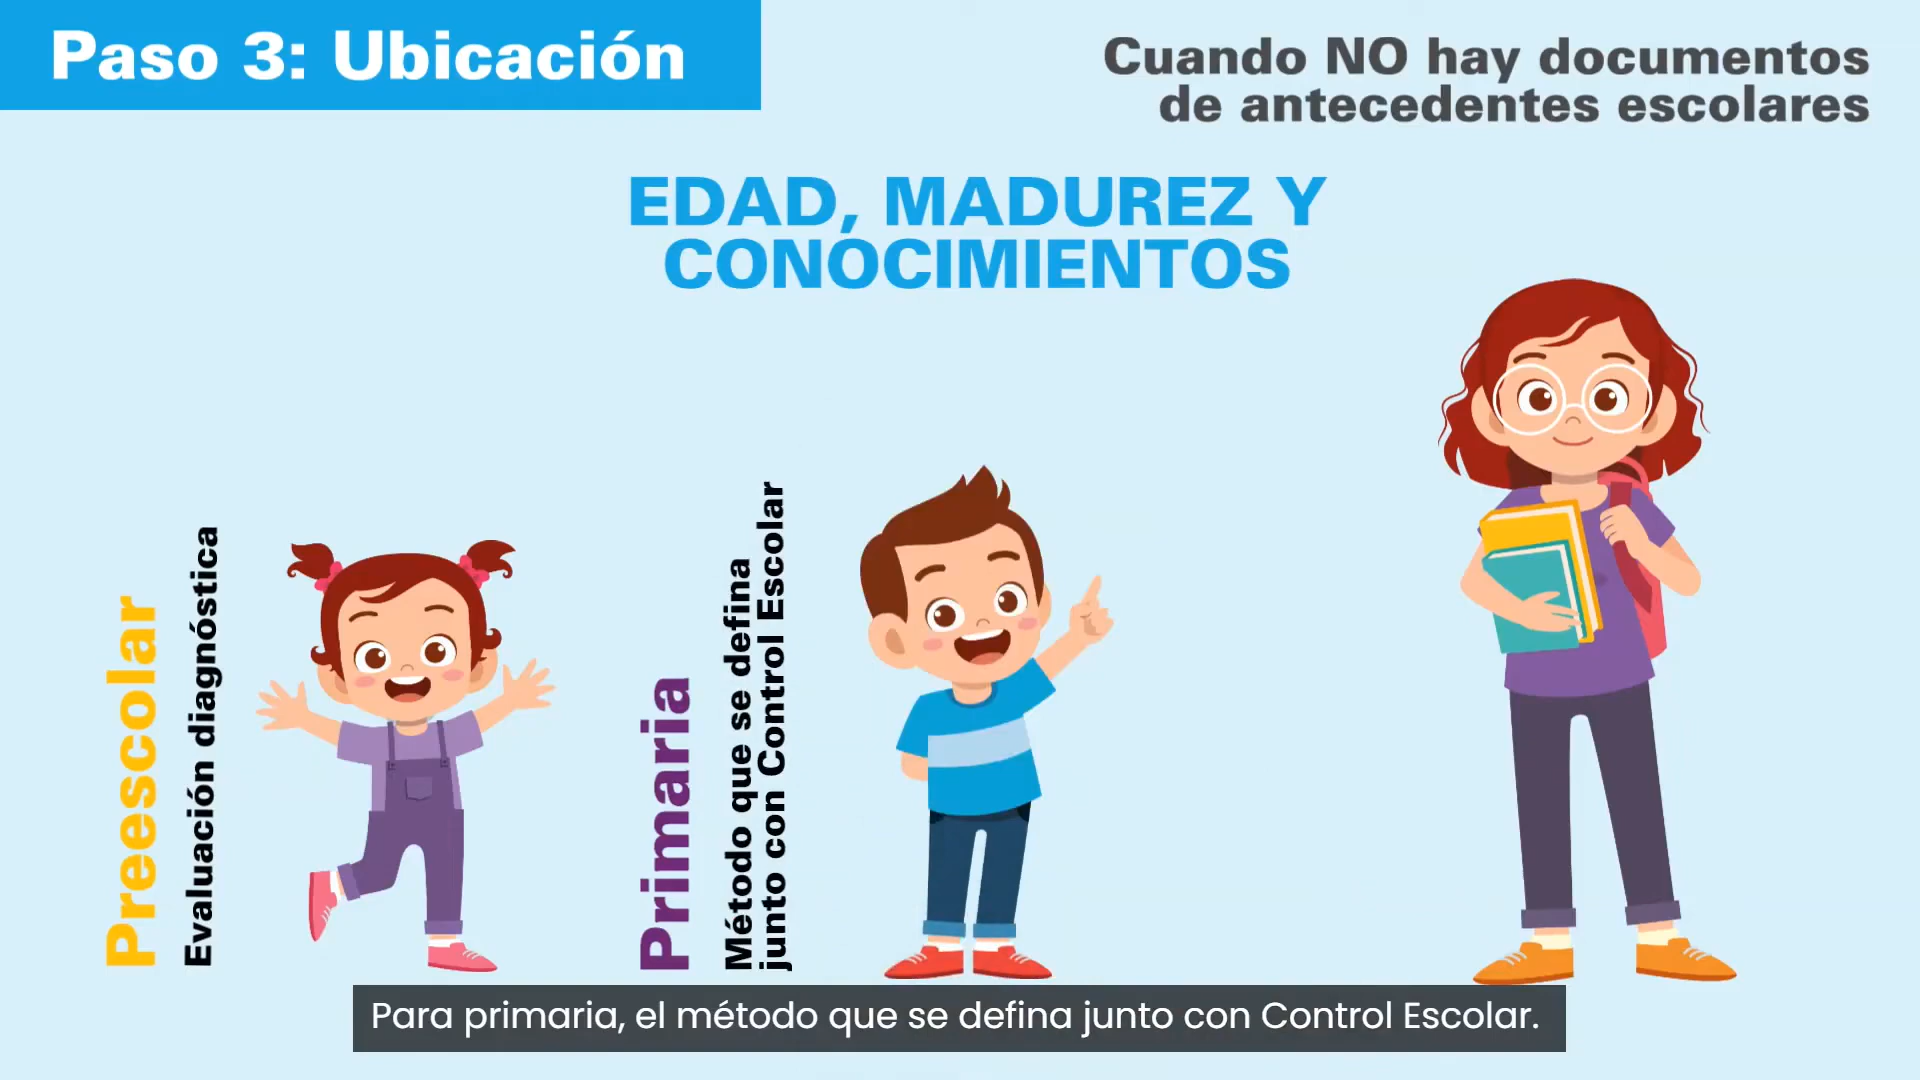 Paso 3: Ubicación
Cuando NO hay documentos
de antecedentes escolares
EDAD, MADUREZ Y
CONOCIMIENTOS
Preescolar
Evaluación diagnóstica
Primaria
Método que se defina
junto con Control Escolar
Para primaria, el método que se defina junto con Control Escolar.